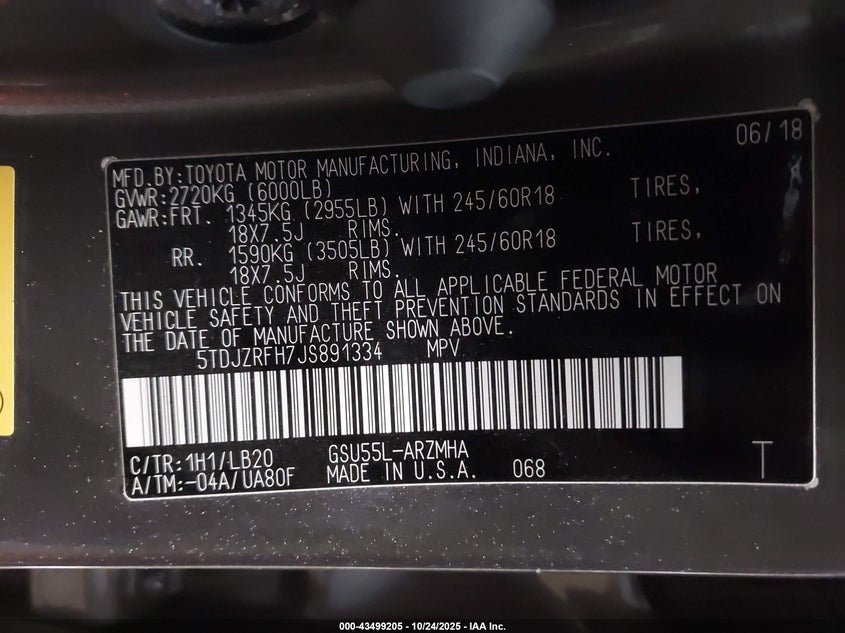 06/18
MFD.BY:TOYOTA MOTOR MANUFACTURING, INDIANA, INC.
GVWR:2720KG (6000LB)
GAWR:FRT. 1345KG (2955LB) WITH 245/60R18 TIRES,
18X7.5J RIMS.
RR. 1590KG (3505LB) WITH 245/60R18 TIRES,
18X7.5J RIMS.
THIS VEHICLE CONFORMS TO ALL APPLICABLE FEDERAL MOTOR
VEHICLE SAFETY AND THEFT PREVENTION STANDARDS IN EFFECT ON
THE DATE OF MANUFACTURE SHOWN ABOVE.
5TDJZRFH7JS891334 MPV
C/TR:1H1/LB20 GSU55L-ARZMHA
A/TM:-04A/UA80F MADE IN U.S.A. 068 T
000-43499205 - 10/24/2025 - IAA Inc.